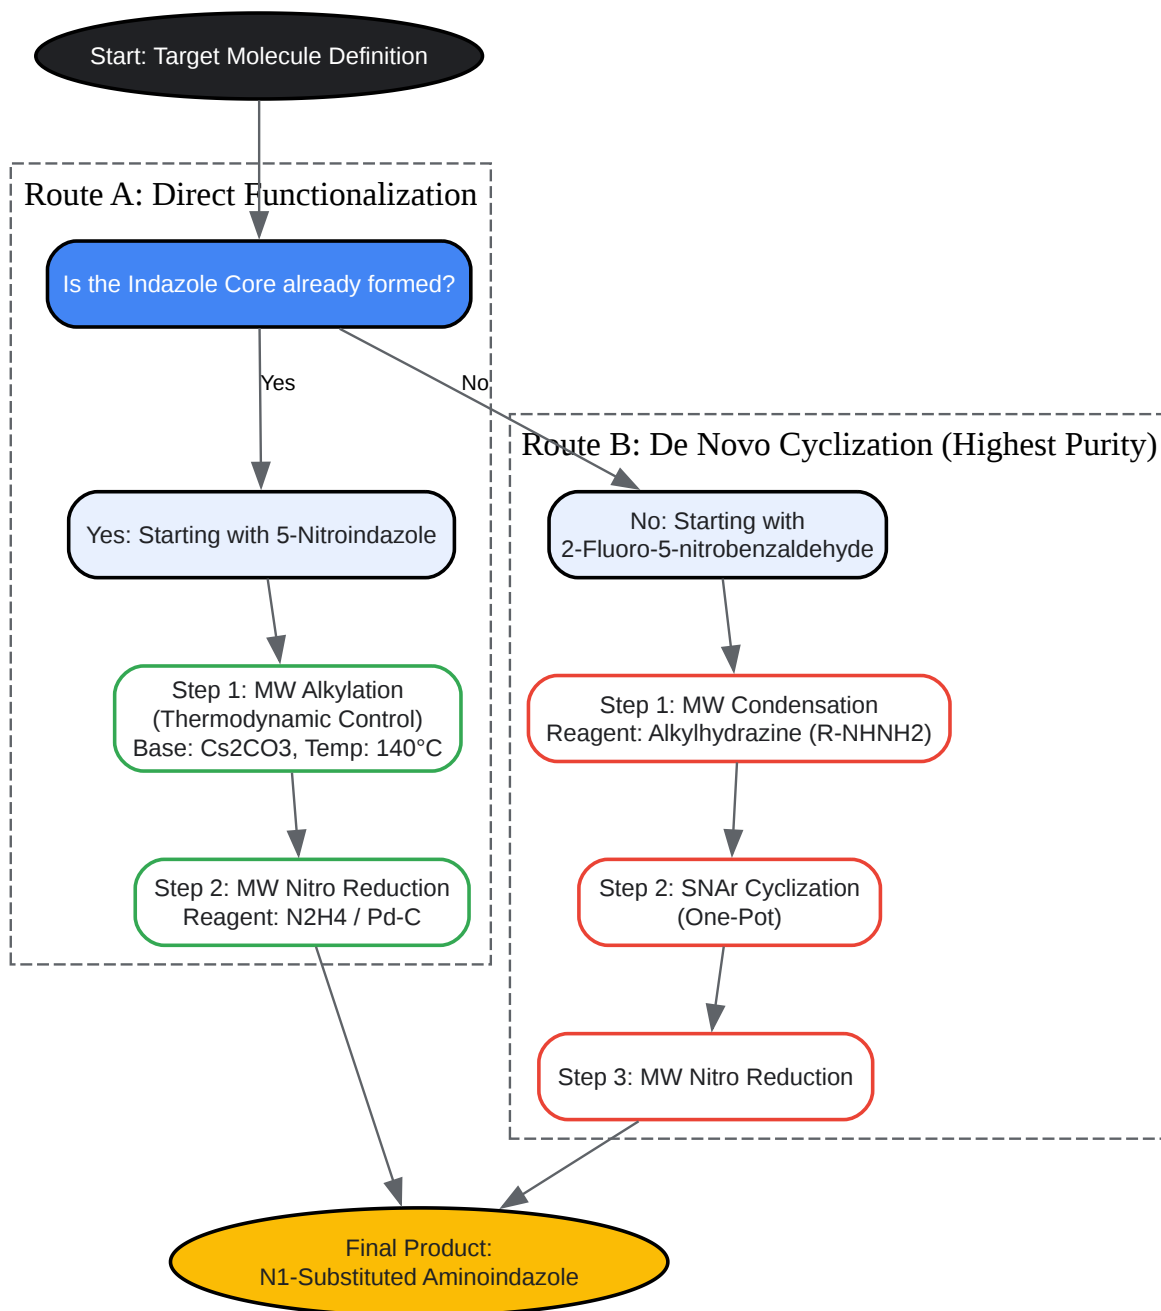 Start: Target Molecule Definition
Route A: Direct Functionalization
Is the Indazole Core already formed?
Yes
No
Route B: De Novo Cyclization (Highest Purity)
Yes: Starting with 5-Nitroindazole
No: Starting with
2-Fluoro-5-nitrobenzaldehyde
Step 1: MW Alkylation
(Thermodynamic Control)
Base: Cs2CO3, Temp: 140°C
Step 1: MW Condensation
Reagent: Alkylhydrazine (R-NHNH2)
Step 2: MW Nitro Reduction
Reagent: N2H4 / Pd-C
Step 2: SNAr Cyclization
(One-Pot)
Step 3: MW Nitro Reduction
Final Product:
N1-Substituted Aminoindazole